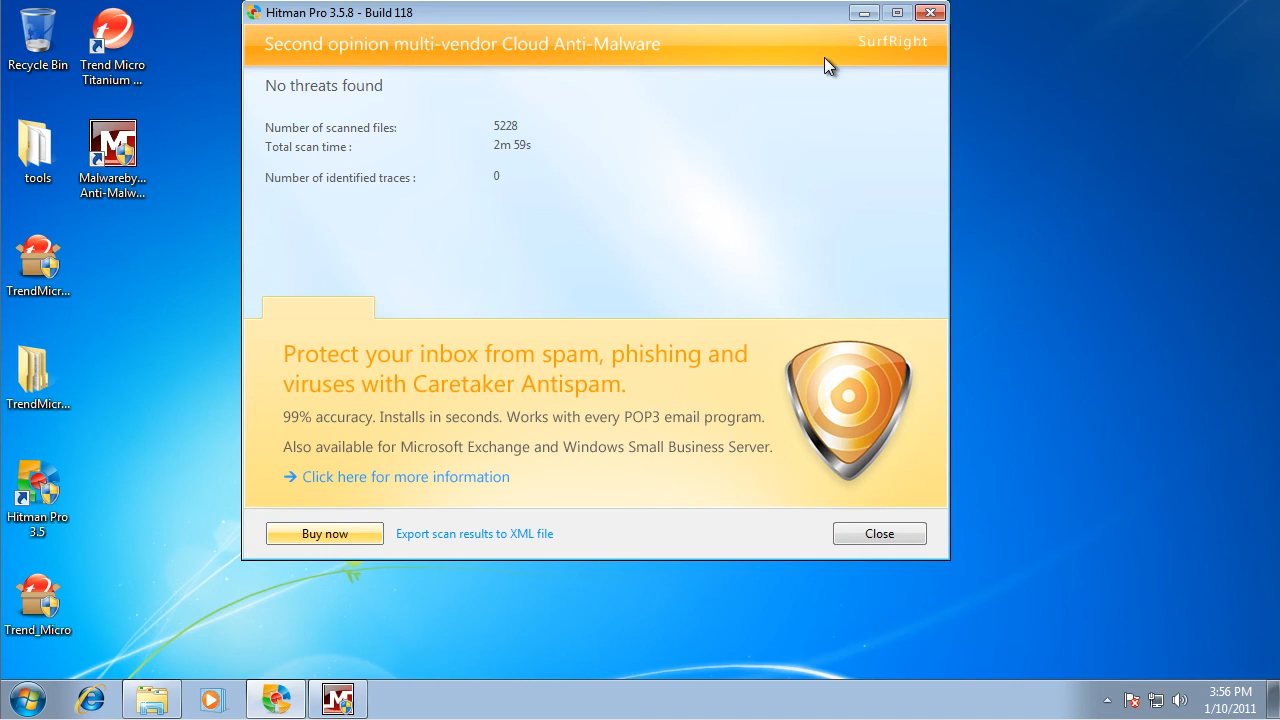 Hitman Pro 3.5.8 - Build 118
Second opinion multi-vendor Cloud Anti-Malware
SurfRight
No threats found
Number of scanned files: 5228
Total scan time : 2m 59s
Number of identified traces : 0
Protect your inbox from spam, phishing and
viruses with Caretaker Antispam.
99% accuracy. Installs in seconds. Works with every POP3 email program.
Also available for Microsoft Exchange and Windows Small Business Server.
Click here for more information
Buy now
Export scan results to XML file
Close
Recycle Bin
Trend Micro
Titanium ...
tools
Malwareby...
Anti-Malw...
TrendMicr...
TrendMicr...
Hitman Pro
3.5
Trend_Micro
3:56 PM
1/10/2011